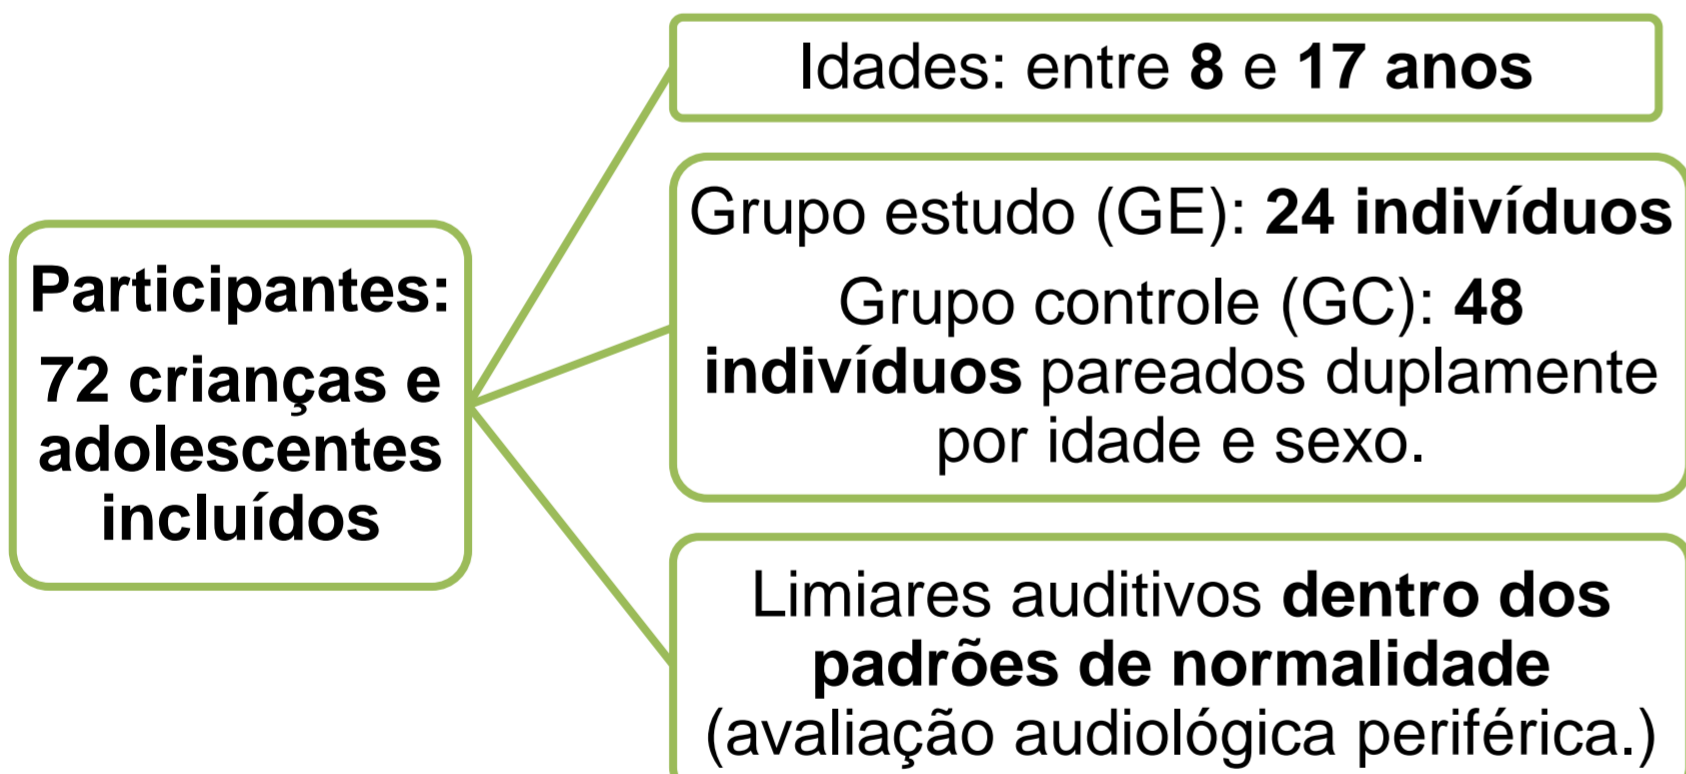 Participantes:
72 crianças e
adolescentes
incluídos
Idades: entre 8 e 17 anos
Grupo estudo (GE): 24 indivíduos
Grupo controle (GC): 48
indivíduos pareados duplamente
por idade e sexo.
Limiares auditivos dentro dos
padrões de normalidade
(avaliação audiológica periférica.)